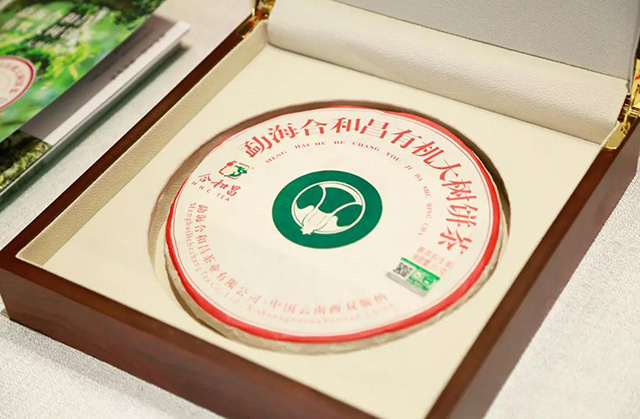 勐海合和昌有机大树饼茶
MENG HAI HE HE CHANG YOU JI DA SHU BING CHA
合和昌
HHC TEA
勐海合和昌茶业有限公司·中国云南西双版纳